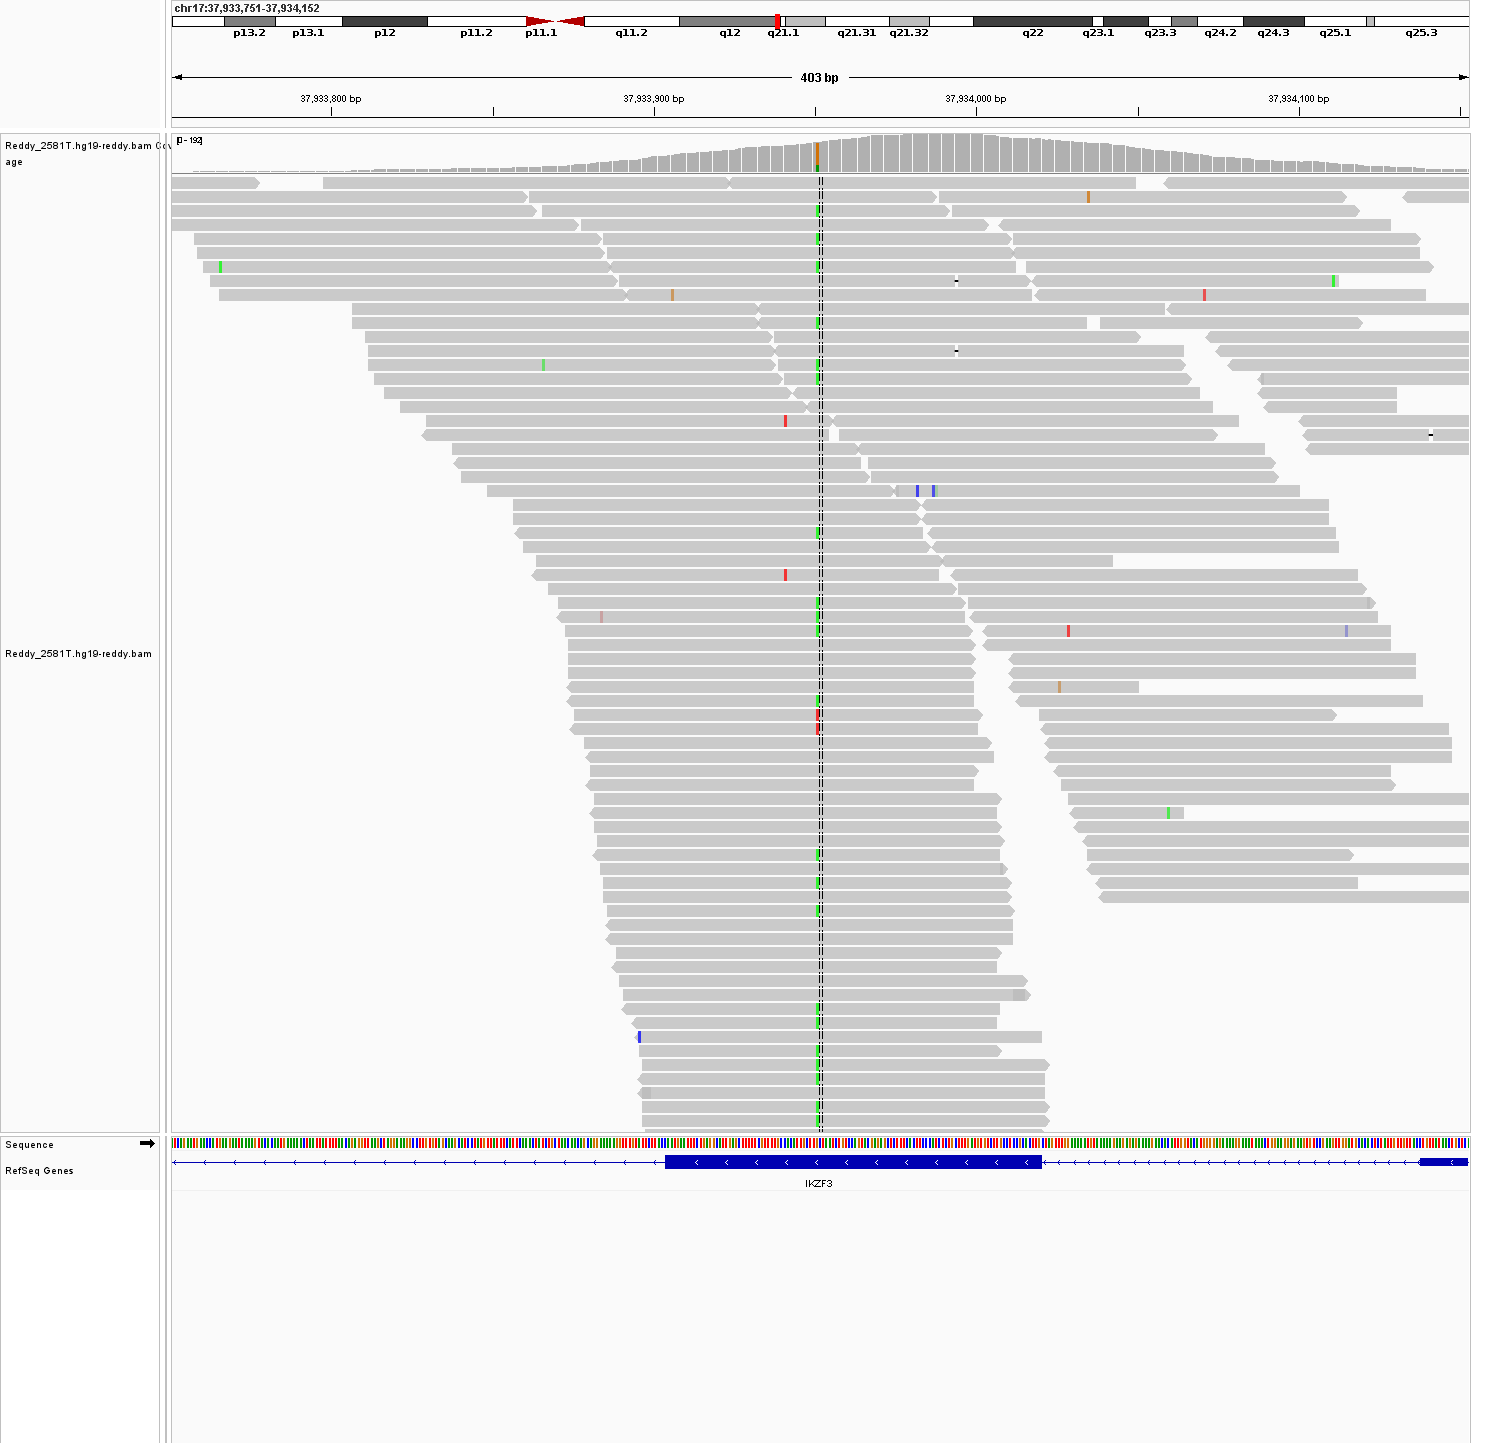 chr17:37,933,751-37,934,152
p13.2 p13.1 p12 p11.2 p11.1 q11.2 q12 q21.1 q21.31 q21.32 q22 q23.1 q23.3 q24.2 q24.3 q25.1 q25.3
403 bp
37,933,800 bp 37,933,900 bp 37,934,000 bp 37,934,100 bp
[0 - 192]
Reddy_2581T.hg19-reddy.bam Cov
age
Reddy_2581T.hg19-reddy.bam
Sequence
RefSeq Genes
IKZF3